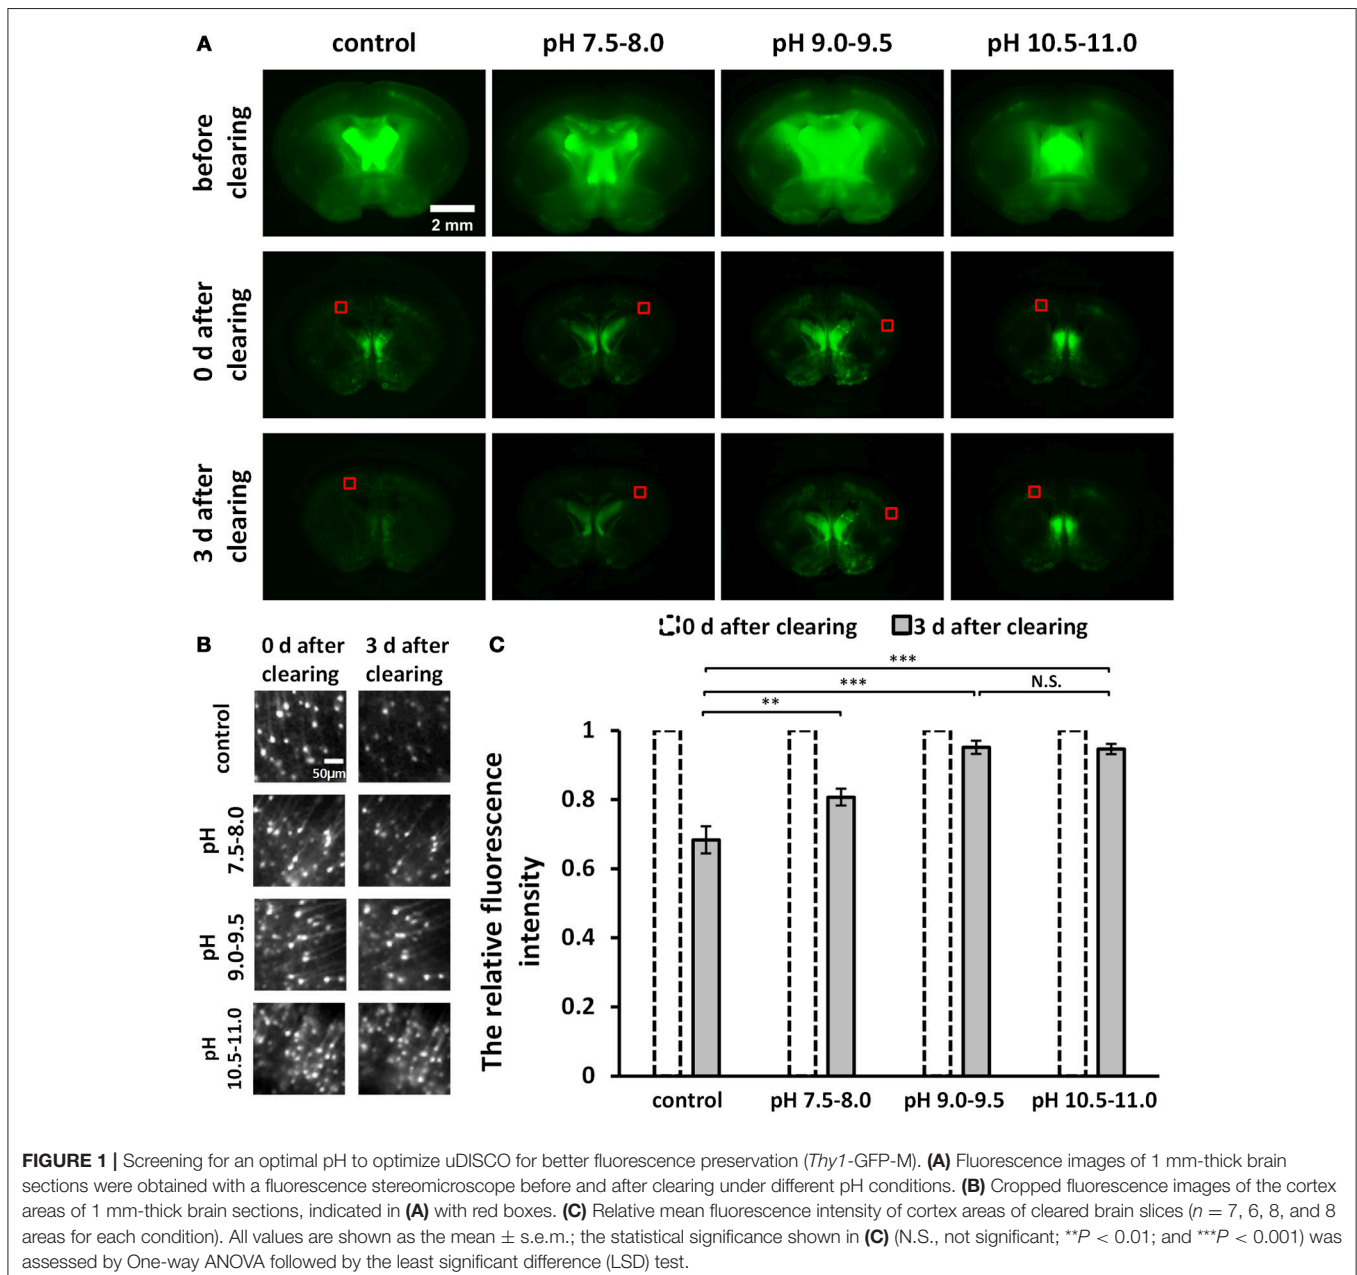 A
control
pH 7.5-8.0
pH 9.0-9.5
pH 10.5-11.0
before
clearing
2 mm
0 d after
clearing
3 d after
clearing
B
0 d after
clearing
3 d after
clearing
control
50µm
pH
7.5-8.0
pH
9.0-9.5
pH
10.5-11.0
C
0 d after clearing
3 d after clearing
***
***
N.S.
**
The relative fluorescence
intensity
1
0.8
0.6
0.4
0.2
0
control
pH 7.5-8.0
pH 9.0-9.5
pH 10.5-11.0
FIGURE 1 | Screening for an optimal pH to optimize uDISCO for better fluorescence preservation (Thy1-GFP-M). (A) Fluorescence images of 1 mm-thick brain
sections were obtained with a fluorescence stereomicroscope before and after clearing under different pH conditions. (B) Cropped fluorescence images of the cortex
areas of 1 mm-thick brain sections, indicated in (A) with red boxes. (C) Relative mean fluorescence intensity of cortex areas of cleared brain slices (n = 7, 6, 8, and 8
areas for each condition). All values are shown as the mean ± s.e.m.; the statistical significance shown in (C) (N.S., not significant; **P < 0.01; and ***P < 0.001) was
assessed by One-way ANOVA followed by the least significant difference (LSD) test.